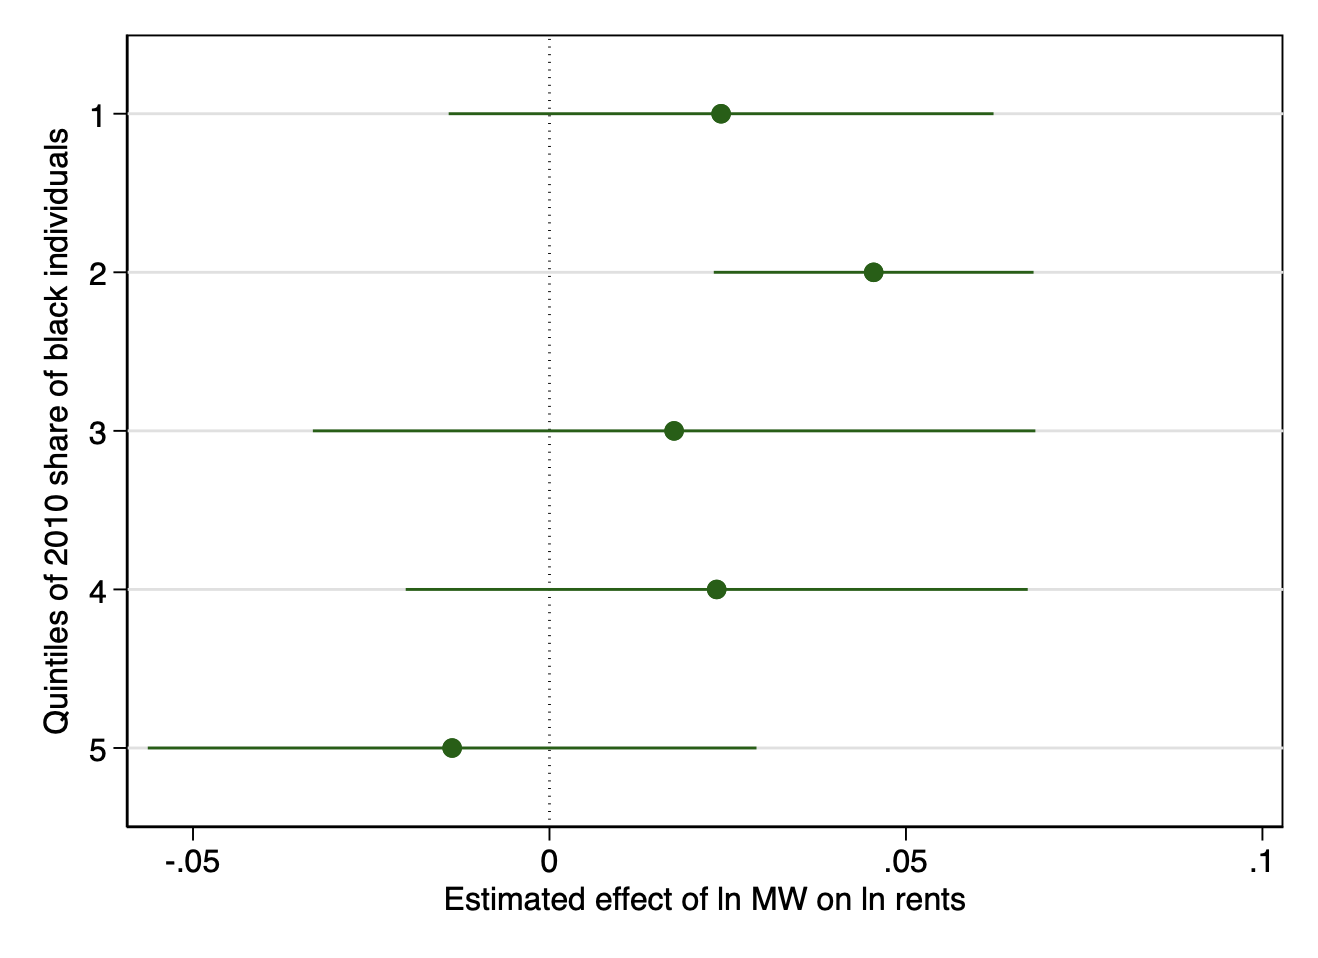 Quintiles of 2010 share of black individuals
1
2
3
4
5
-.05 0 .05 .1
Estimated effect of ln MW on ln rents